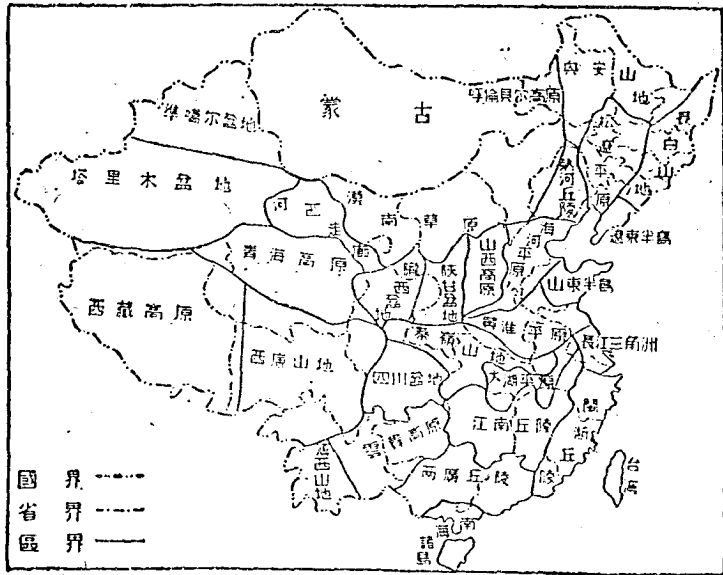 興安山地
呼倫貝尔高原
蒙古
準噶尔盆地
松遼平原
長白山地
熱河丘陵
塔里木盆地
河西走廊
漠南草原
遼東半島
海河平原
山西高原
陝甘盆地
隴西盆地
青海高原
山東半島
西藏高原
黃淮平原
秦嶺山地
長江三角洲
西康山地
四川盆地
大湖平原
江南丘陵
閩浙丘陵
雲貴高原
滇西山地
兩廣丘陵
台灣
海南諸島
國界
省界
區界